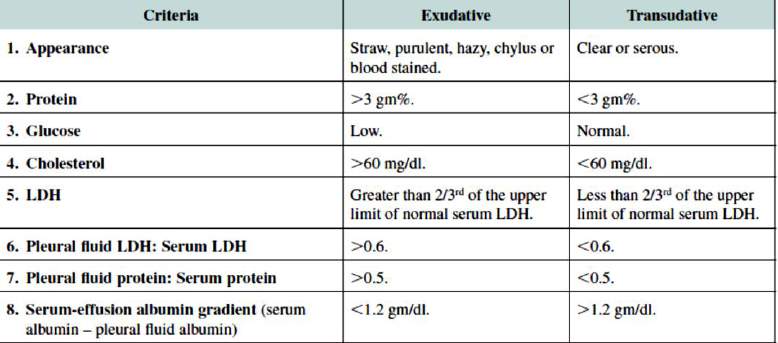 Criteria Exudative Transudative
1. Appearance Straw, purulent, hazy, chylus or Clear or serous.
blood stained.
2. Protein >3 gm%. <3 gm%.
3. Glucose Low. Normal.
4. Cholesterol >60 mg/dl. <60 mg/dl.
5. LDH Greater than 2/3rd of the upper Less than 2/3rd of the upper
limit of normal serum LDH. limit of normal serum LDH.
6. Pleural fluid LDH: Serum LDH >0.6. <0.6.
7. Pleural fluid protein: Serum protein >0.5. <0.5.
8. Serum-effusion albumin gradient (serum <1.2 gm/dl. >1.2 gm/dl.
albumin – pleural fluid albumin)